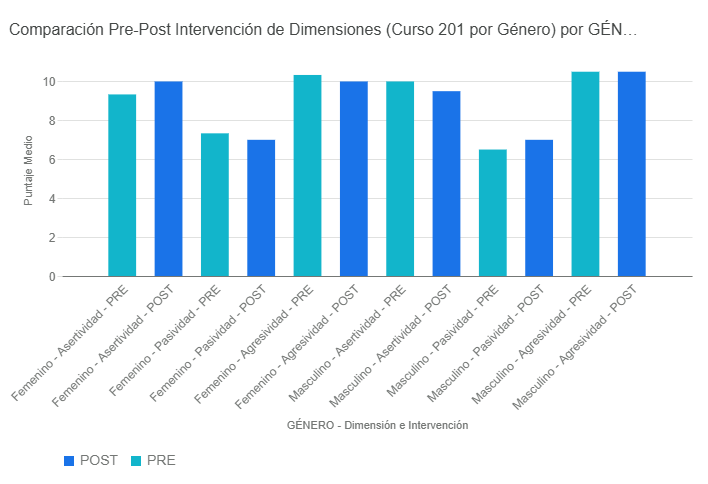 Comparación Pre-Post Intervención de Dimensiones (Curso 201 por Género) por GÉN...
Puntaje Medio
10
8
6
4
2
0
Femenino - Asertividad - PRE
Femenino - Asertividad - POST
Femenino - Pasividad - PRE
Femenino - Pasividad - POST
Femenino - Agresividad - PRE
Femenino - Agresividad - POST
Masculino - Asertividad - PRE
Masculino - Asertividad - POST
Masculino - Pasividad - PRE
Masculino - Pasividad - POST
Masculino - Agresividad - PRE
Masculino - Agresividad - POST
GÉNERO - Dimensión e Intervención
POST PRE